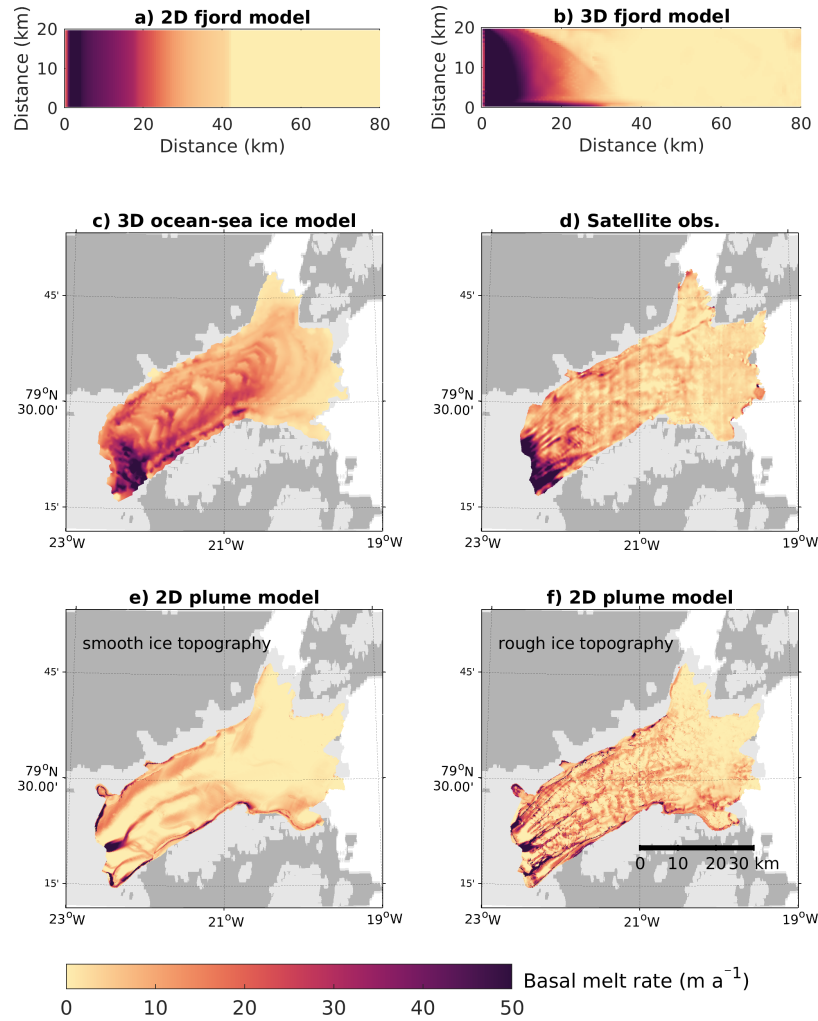 a) 2D fjord model
b) 3D fjord model
Distance (km)
20
10
0
0 20 40 60 80
Distance (km)
Distance (km)
20
10
0
0 20 40 60 80
Distance (km)
c) 3D ocean-sea ice model
45'
79°N
30.00'
15'
23°W 21°W 19°W
d) Satellite obs.
45'
79°N
30.00'
15'
23°W 21°W 19°W
e) 2D plume model
smooth ice topography
45'
79°N
30.00'
15'
23°W 21°W 19°W
f) 2D plume model
rough ice topography
45'
79°N
30.00'
15'
0 10 20 30 km
23°W 21°W 19°W
Basal melt rate (m a⁻¹)
0 10 20 30 40 50